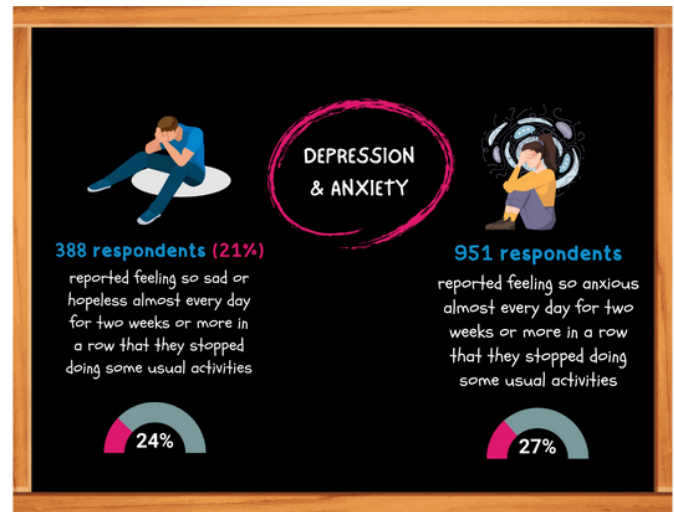 DEPRESSION
& ANXIETY
388 respondents (21%)
reported feeling so sad or
hopeless almost every day
for two weeks or more in
a row that they stopped
doing some usual activities
24%
951 respondents
reported feeling so anxious
almost every day for two
weeks or more in a row
that they stopped doing
some usual activities
27%